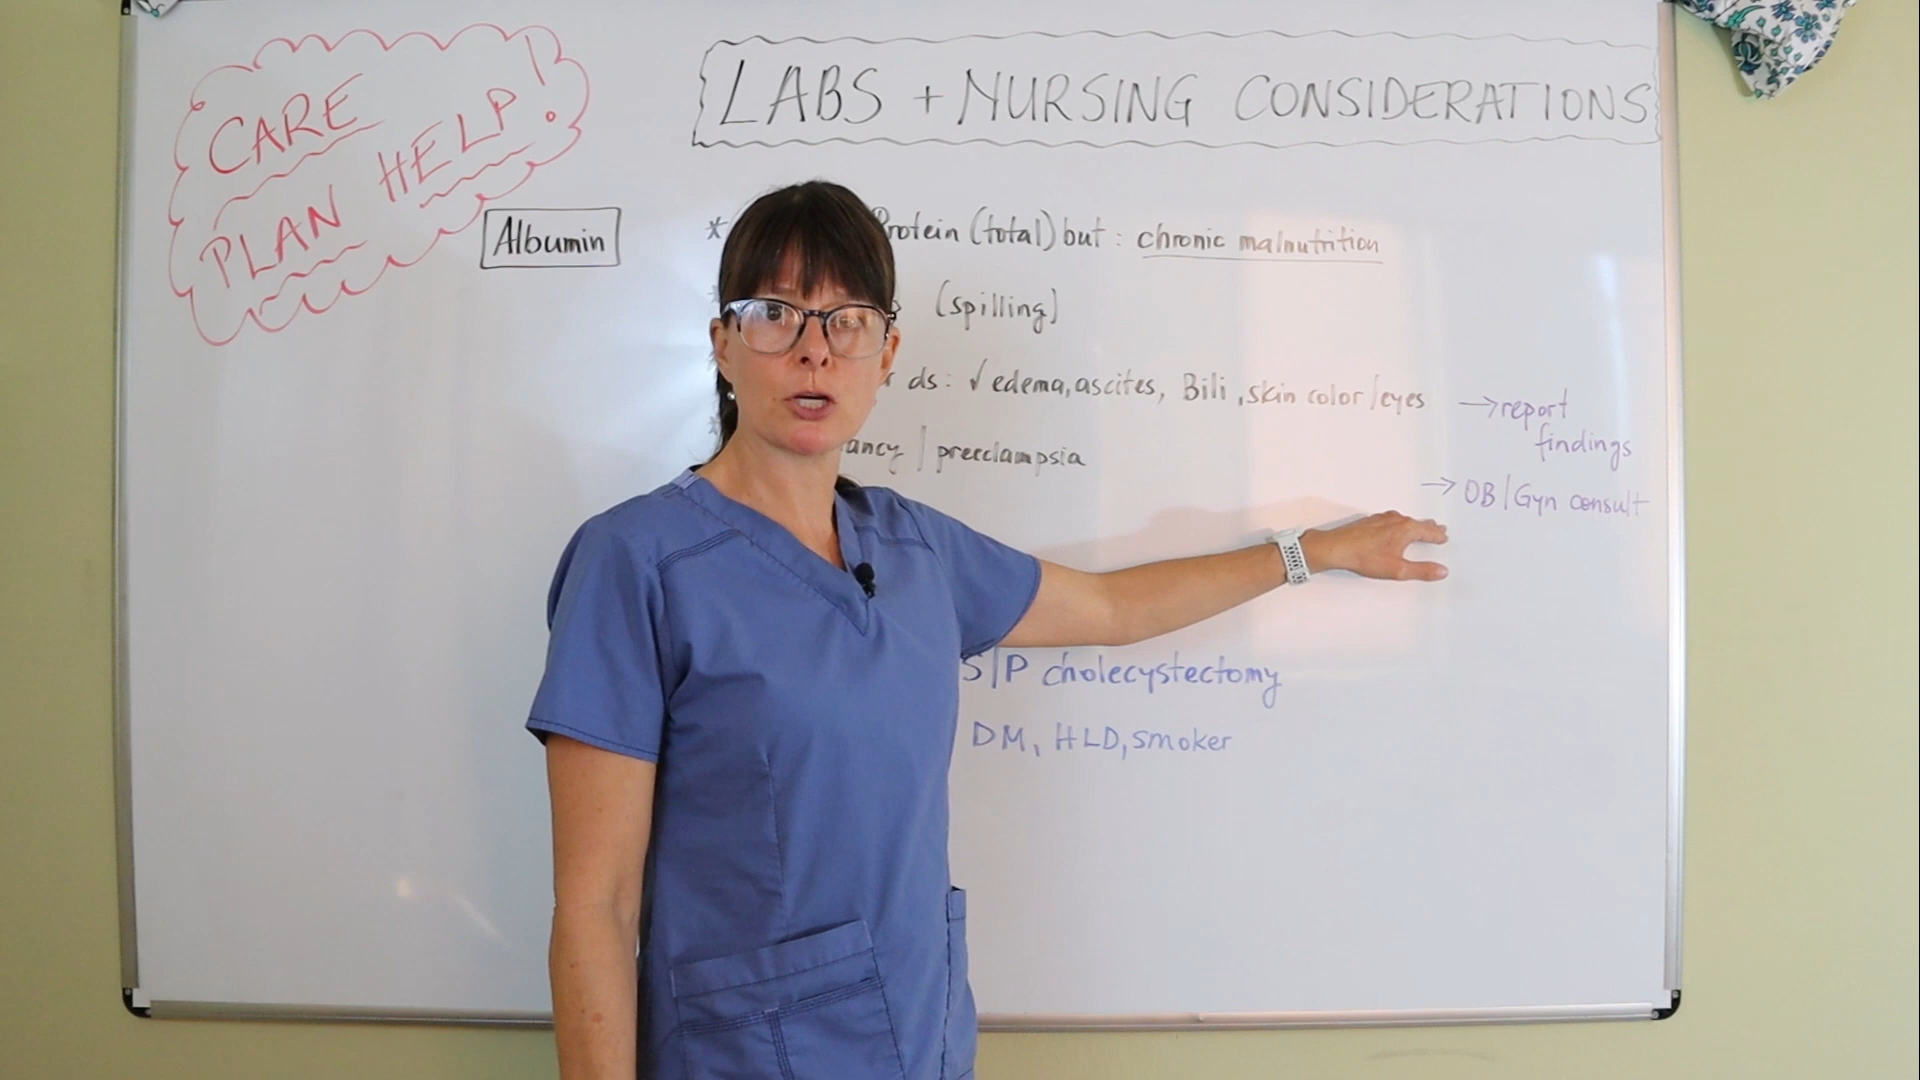 CARE
PLAN HELP!
LABS + NURSING CONSIDERATIONS
Albumin
* Protein (total) but : chronic malnutrition
(spilling)
ds: √ edema, ascites, Bili, skin color/eyes
→ report
findings
ancy | preeclampsia
→ OB/Gyn consult
S/P cholecystectomy
DM, HLD, smoker